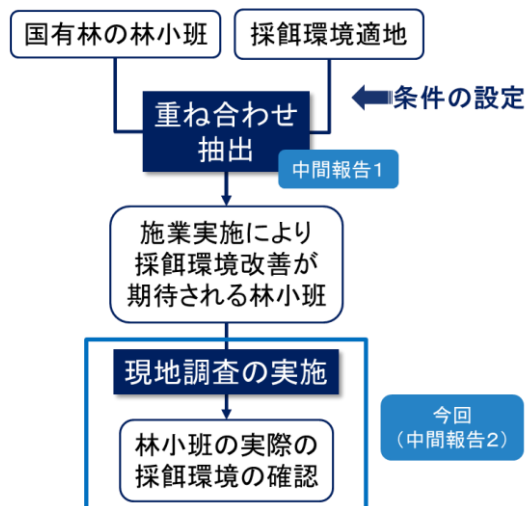 国有林の林小班
採餌環境適地
条件の設定
重ね合わせ
抽出
中間報告1
施業実施により
採餌環境改善が
期待される林小班
現地調査の実施
今回
（中間報告2）
林小班の実際の
採餌環境の確認